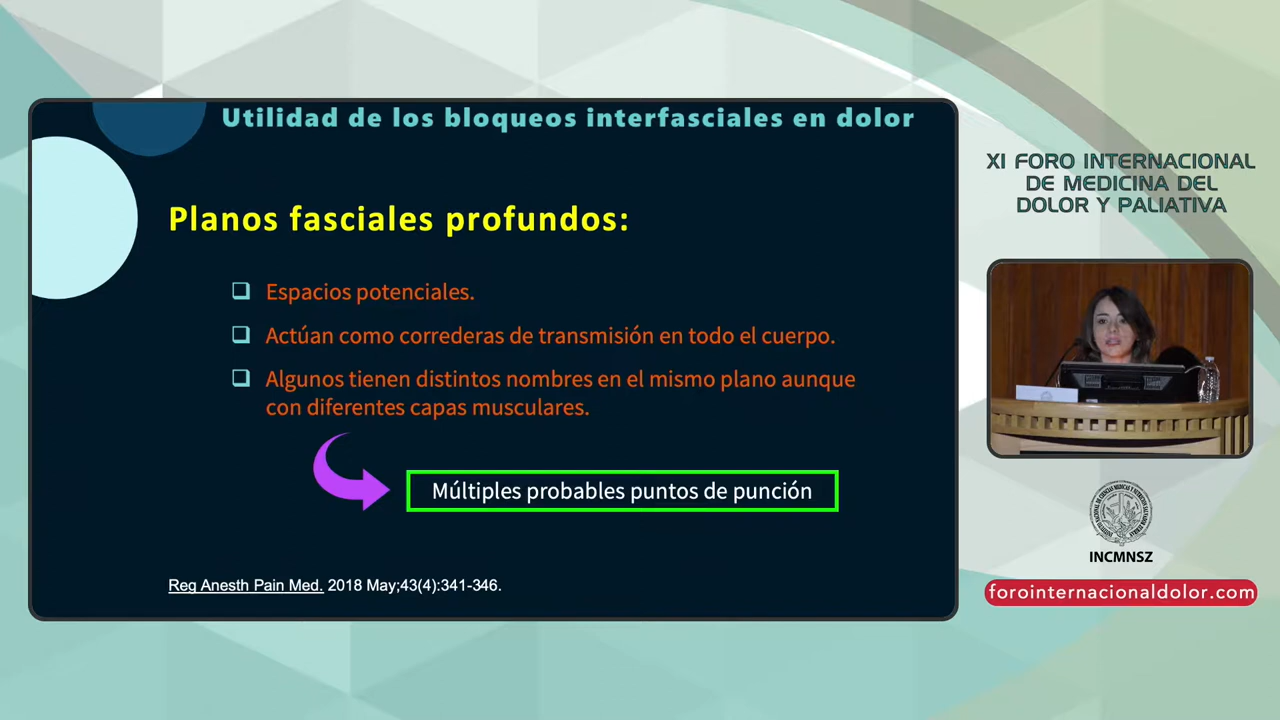 Utilidad de los bloqueos interfasciales en dolor
Planos fasciales profundos:
❑ Espacios potenciales.
❑ Actúan como correderas de transmisión en todo el cuerpo.
❑ Algunos tienen distintos nombres en el mismo plano aunque
con diferentes capas musculares.
Múltiples probables puntos de punción
Reg Anesth Pain Med. 2018 May;43(4):341-346.
XI FORO INTERNACIONAL
DE MEDICINA DEL
DOLOR Y PALIATIVA
INCMNSZ
forointernacionaldolor.com